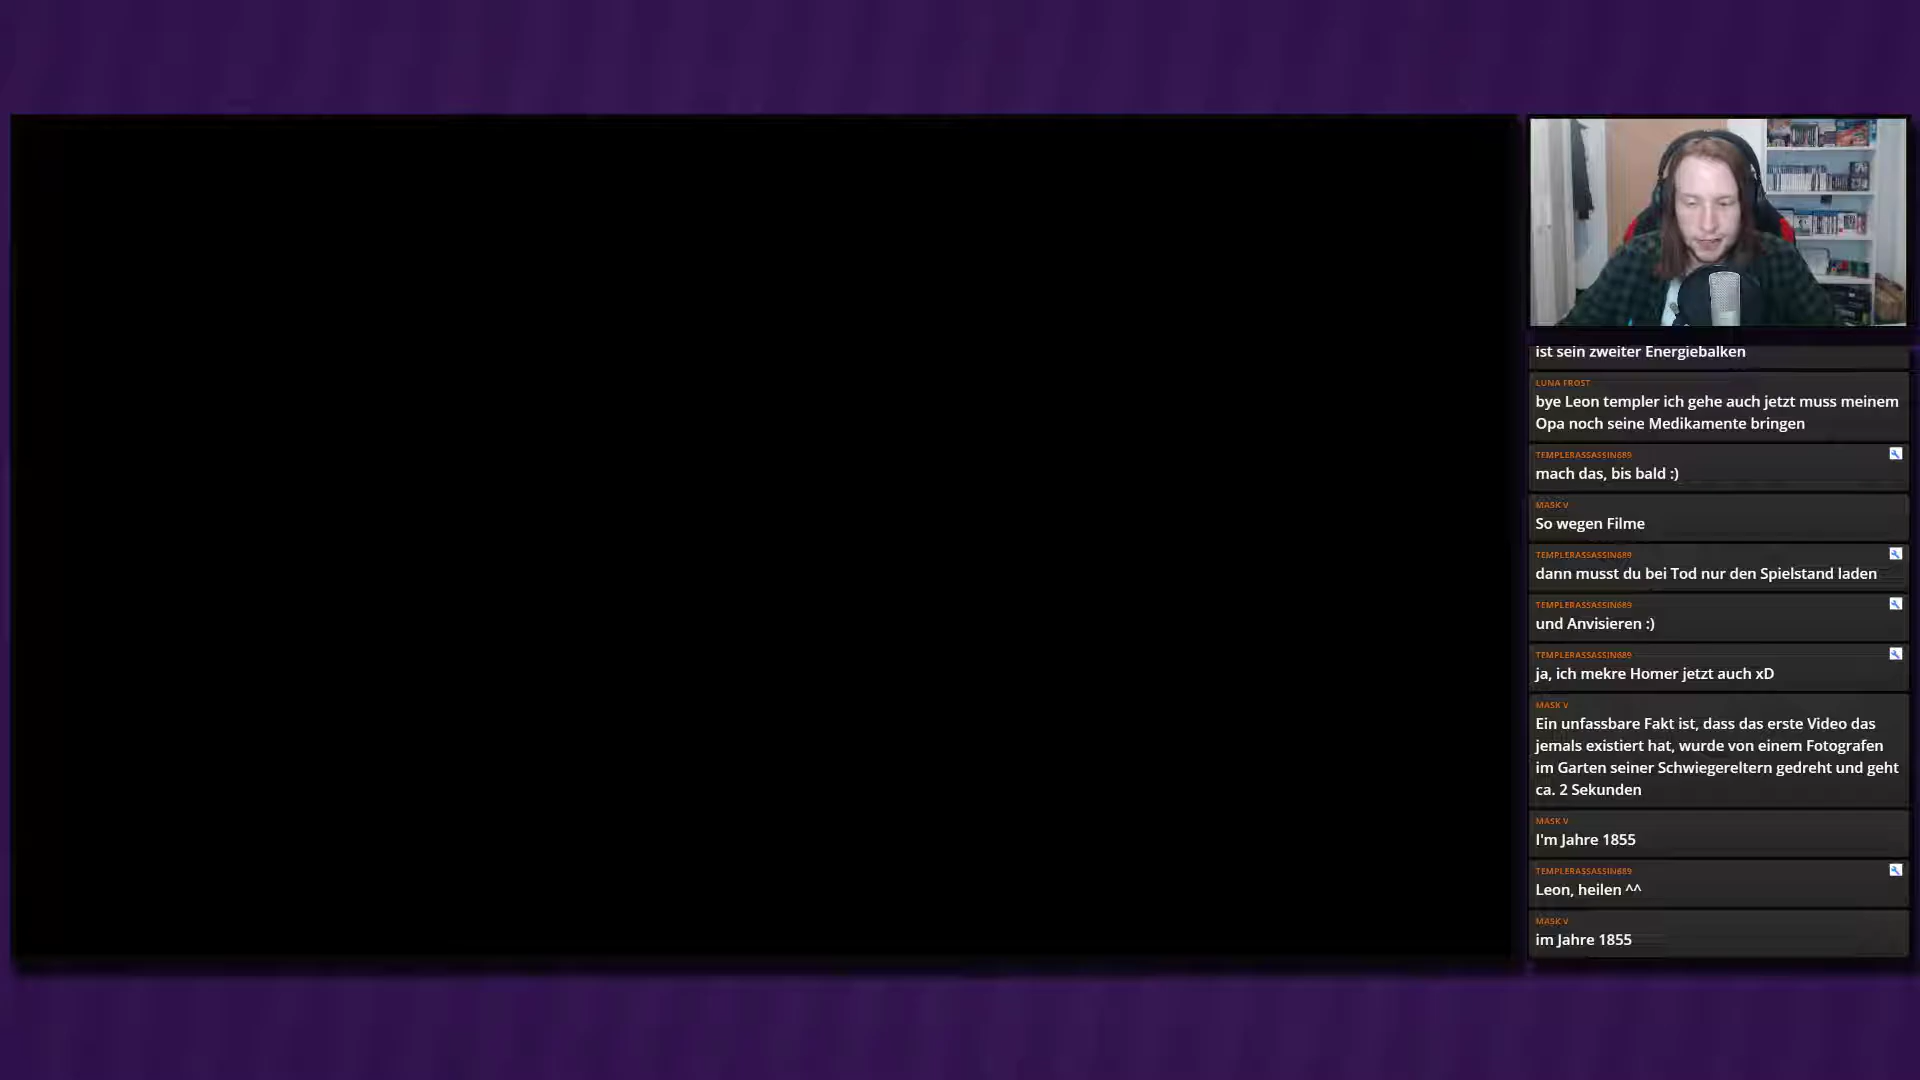 ist sein zweiter Energiebalken
LUNA FROST
bye Leon templer ich gehe auch jetzt muss meinem
Opa noch seine Medikamente bringen
TEMPLERASSASSIN689
mach das, bis bald :)
MASK V
So wegen Filme
TEMPLERASSASSIN689
dann musst du bei Tod nur den Spielstand laden
TEMPLERASSASSIN689
und Anvisieren :)
TEMPLERASSASSIN689
ja, ich mekre Homer jetzt auch xD
MASK V
Ein unfassbare Fakt ist, dass das erste Video das
jemals existiert hat, wurde von einem Fotografen
im Garten seiner Schwiegereltern gedreht und geht
ca. 2 Sekunden
MASK V
I'm Jahre 1855
TEMPLERASSASSIN689
Leon, heilen ^^
MASK V
im Jahre 1855